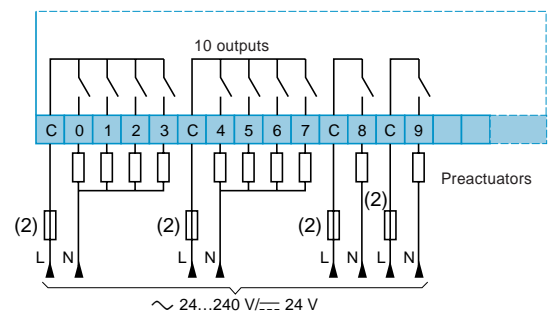 10 outputs
C 0 1 2 3 C 4 5 6 7 C 8 C 9
Preactuators
(2) (2) (2) (2)
L N L N L N L N
∼ 24...240 V/⎓ 24 V